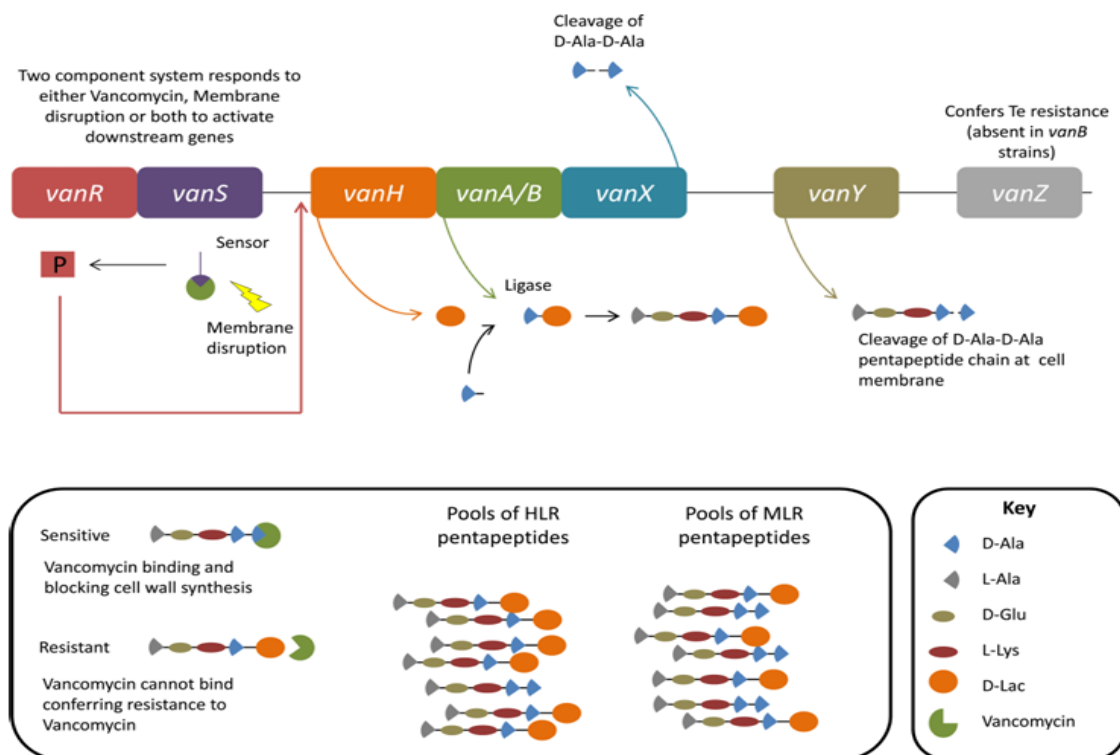 Cleavage of
D-Ala-D-Ala
Two component system responds to
either Vancomycin, Membrane
disruption or both to activate
downstream genes
Confers Te resistance
(absent in vanB
strains)
vanR
vanS
vanH
vanA/B
vanX
vanY
vanZ
P
Sensor
Membrane
disruption
Ligase
Cleavage of D-Ala-D-Ala
pentapeptide chain at cell
membrane
Sensitive
Vancomycin binding and
blocking cell wall synthesis
Resistant
Vancomycin cannot bind
conferring resistance to
Vancomycin
Pools of HLR
pentapeptides
Pools of MLR
pentapeptides
Key
D-Ala
L-Ala
D-Glu
L-Lys
D-Lac
Vancomycin